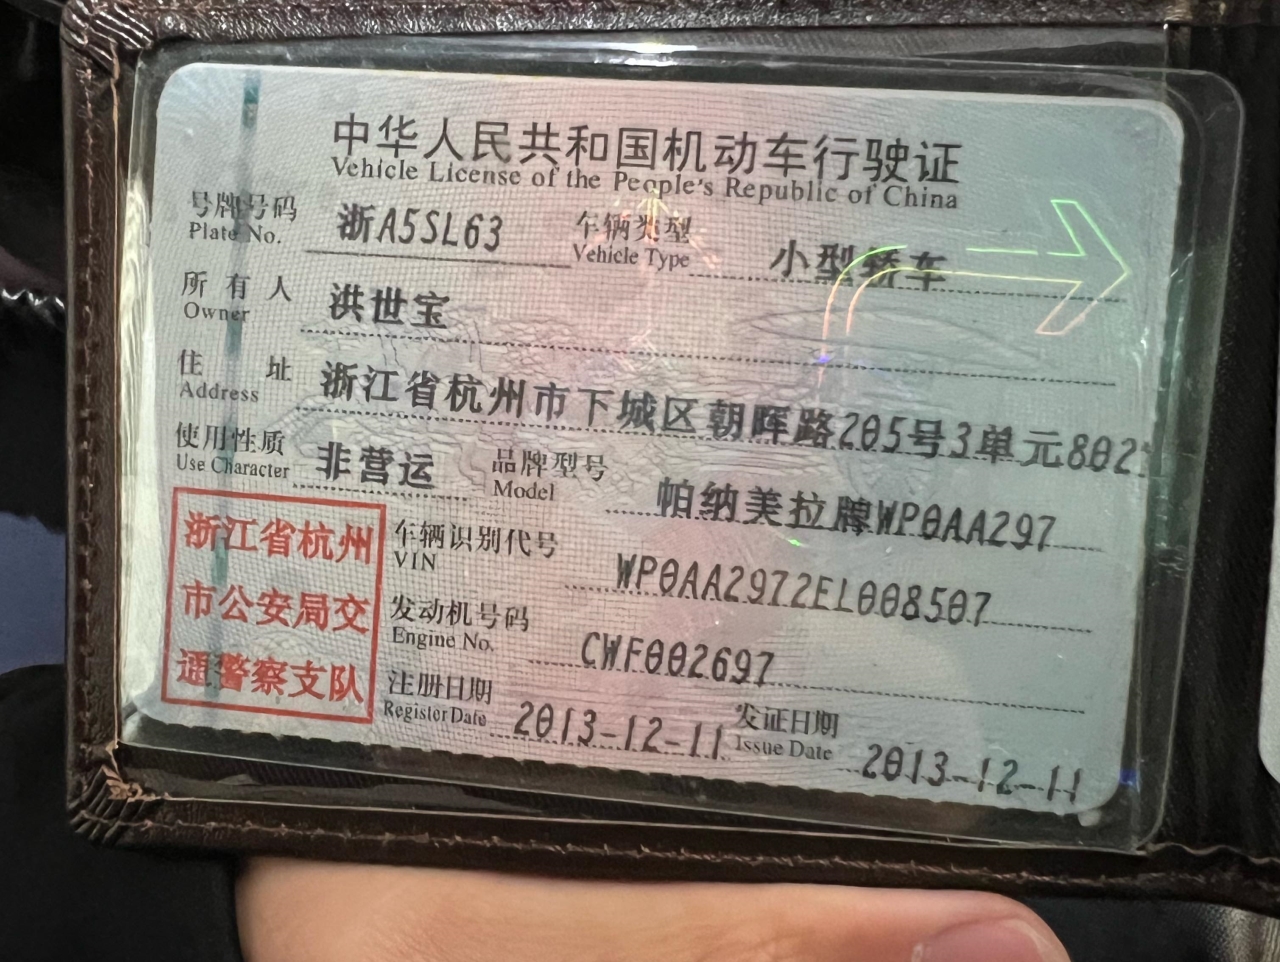 中华人民共和国机动车行驶证
Vehicle License of the People's Republic of China
号牌号码 浙A5SL63 车辆类型 小型轿车
Plate No. Vehicle Type
所有人 洪世宝
Owner
住址 浙江省杭州市下城区朝晖路205号3单元802
Address
使用性质 非营运 品牌型号 帕纳美拉牌WP0AA297
Use Character Model
浙江省杭州
市公安局交
通警察支队
车辆识别代号 WP0AA2972EL008507
VIN
发动机号码 CWF002697
Engine No.
注册日期 2013-12-11 发证日期 2013-12-11
Register Date Issue Date